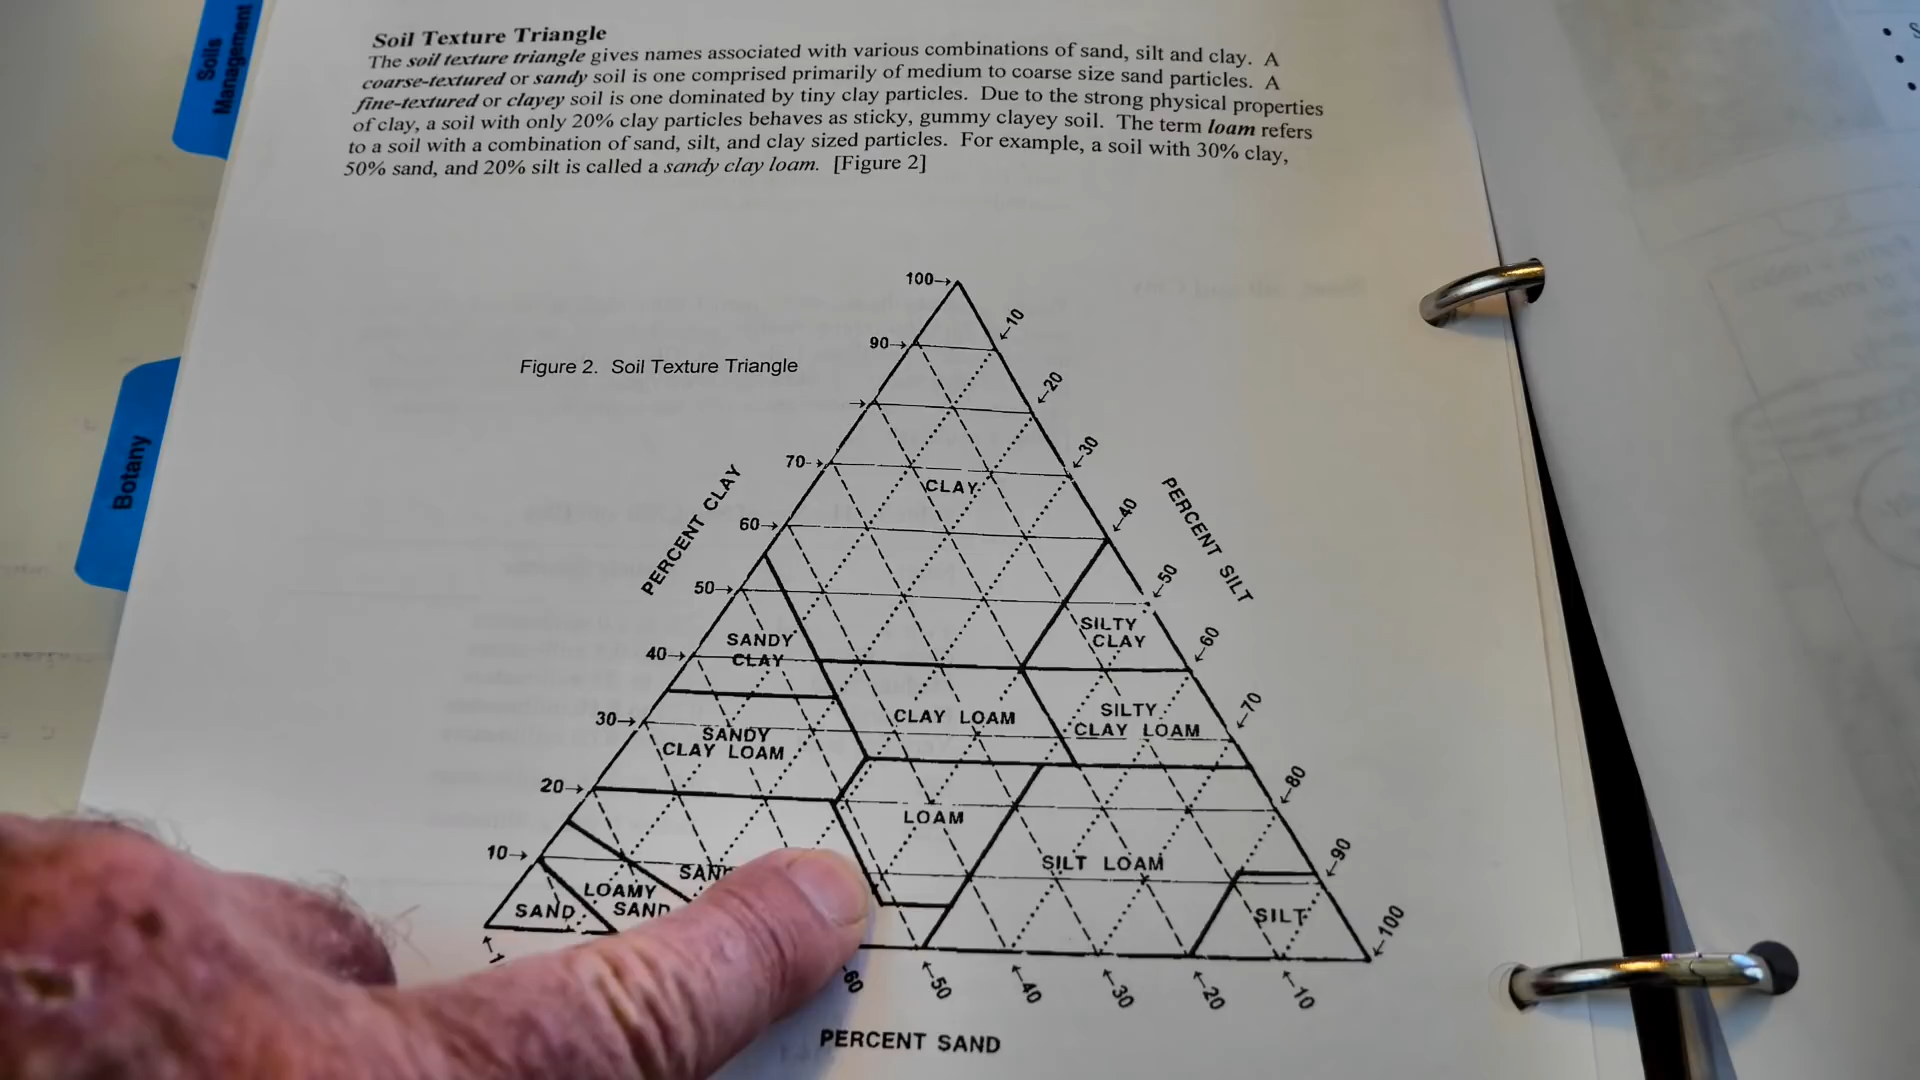 Soils
Management
Soil Texture Triangle
The soil texture triangle gives names associated with various combinations of sand, silt and clay. A
coarse-textured or sandy soil is one comprised primarily of medium to coarse size sand particles. A
fine-textured or clayey soil is one dominated by tiny clay particles. Due to the strong physical properties
of clay, a soil with only 20% clay particles behaves as sticky, gummy clayey soil. The term loam refers
to a soil with a combination of sand, silt, and clay sized particles. For example, a soil with 30% clay,
50% sand, and 20% silt is called a sandy clay loam. [Figure 2]
Botany
Figure 2. Soil Texture Triangle
PERCENT CLAY
100→
90→
→
70→
60→
50→
40→
30→
20→
10→
PERCENT SILT
←10
←20
←30
←40
←50
←60
←70
←80
←90
←100
CLAY
SILTY
CLAY
SANDY
CLAY
CLAY LOAM
SILTY
CLAY LOAM
SANDY
CLAY LOAM
LOAM
SILT LOAM
LOAMY
SAND
SAND
SILT
←60
←50
←40
←30
←20
←10
PERCENT SAND